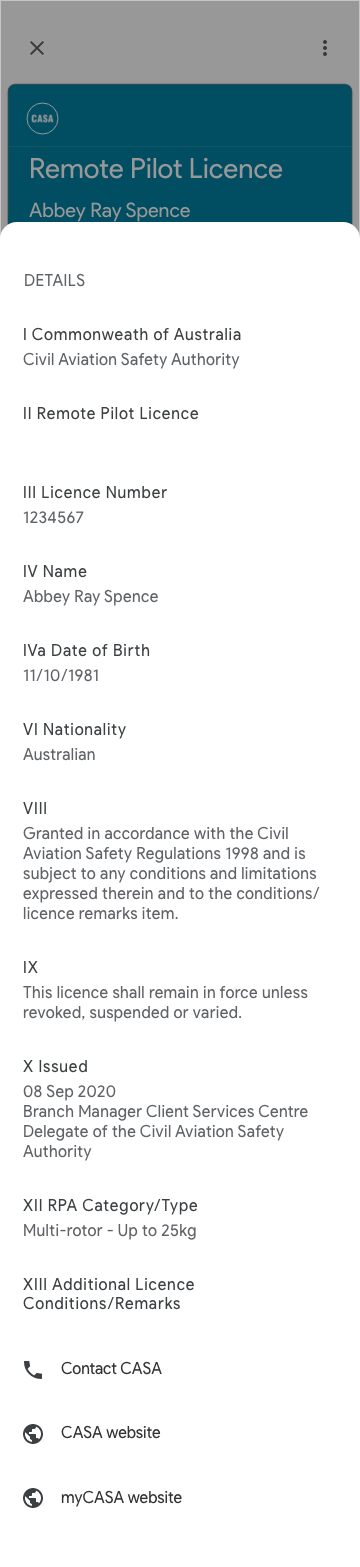 CASA
Remote Pilot Licence
Abbey Ray Spence
DETAILS
I Commonweath of Australia
Civil Aviation Safety Authority
II Remote Pilot Licence
III Licence Number
1234567
IV Name
Abbey Ray Spence
IVa Date of Birth
11/10/1981
VI Nationality
Australian
VIII
Granted in accordance with the Civil
Aviation Safety Regulations 1998 and is
subject to any conditions and limitations
expressed therein and to the conditions/
licence remarks item.
IX
This licence shall remain in force unless
revoked, suspended or varied.
X Issued
08 Sep 2020
Branch Manager Client Services Centre
Delegate of the Civil Aviation Safety
Authority
XII RPA Category/Type
Multi-rotor - Up to 25kg
XIII Additional Licence
Conditions/Remarks
Contact CASA
CASA website
myCASA website